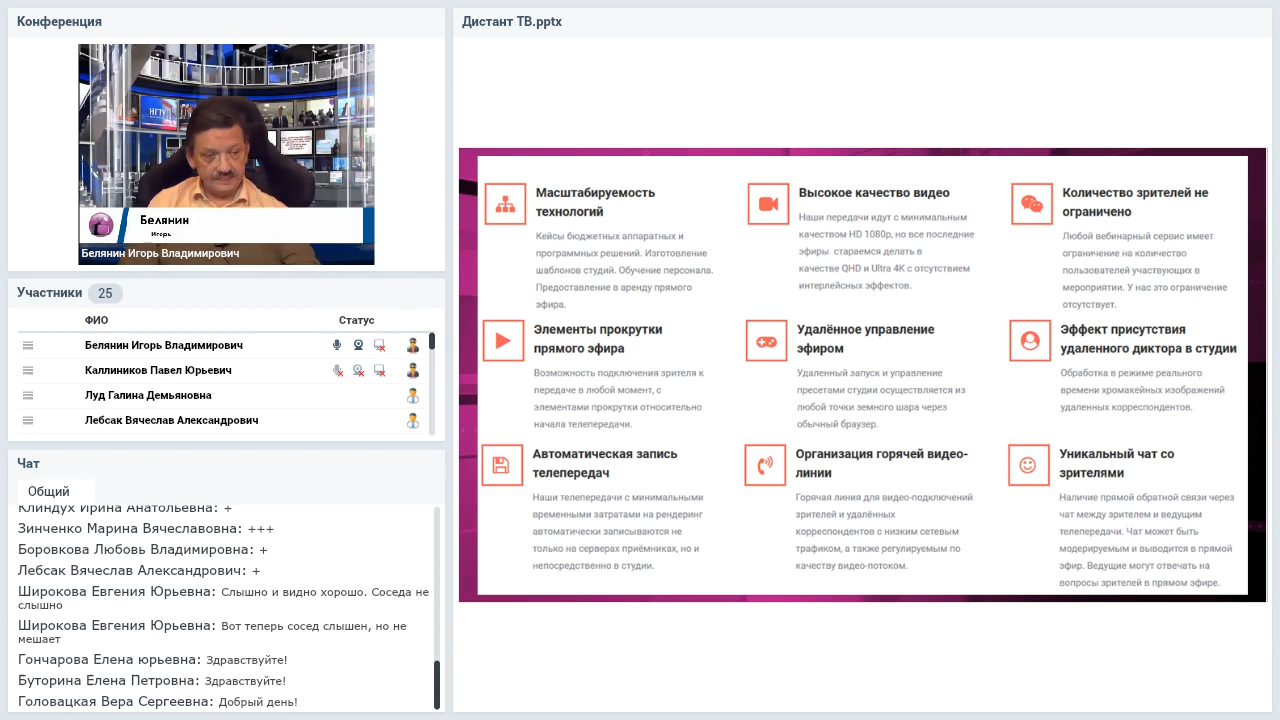 Конференция
НГТУ
Белянин
Игорь
Белянин Игорь Владимирович
Участники 25
ФИО Статус
Белянин Игорь Владимирович
Каллиников Павел Юрьевич
Луд Галина Демьяновна
Лебсак Вячеслав Александрович
Чат
Общий
Клиндух Ирина Анатольевна: +
Зинченко Марина Вячеславовна: +++
Боровкова Любовь Владимировна: +
Лебсак Вячеслав Александрович: +
Широкова Евгения Юрьевна: Слышно и видно хорошо. Соседа не
слышно
Широкова Евгения Юрьевна: Вот теперь сосед слышен, но не
мешает
Гончарова Елена юрьевна: Здравствуйте!
Буторина Елена Петровна: Здравствуйте!
Головацкая Вера Сергеевна: Добрый день!
Дистант ТВ.pptx
Масштабируемость
технологий
Кейсы бюджетных аппаратных и
программных решений. Изготовление
шаблонов студий. Обучение персонала.
Предоставление в аренду прямого
эфира.
Высокое качество видео
Наши передачи идут с минимальным
качеством HD 1080p, но все последние
эфиры стараемся делать в
качестве QHD и Ultra 4K с отсутствием
интерлейсных эффектов.
Количество зрителей не
ограничено
Любой вебинарный сервис имеет
ограничение на количество
пользователей участвующих в
мероприятии. У нас это ограничение
отсутствует.
Элементы прокрутки
прямого эфира
Возможность подключения зрителя к
передаче в любой момент, с
элементами прокрутки относительно
начала телепередачи.
Удалённое управление
эфиром
Удаленный запуск и управление
пресетами студии осуществляется из
любой точки земного шара через
обычный браузер.
Эффект присутствия
удаленного диктора в студии
Обработка в режиме реального
времени хромакейных изображений
удаленных корреспондентов.
Автоматическая запись
телепередач
Наши телепередачи с минимальными
временными затратами на рендеринг
автоматически записываются не
только на серверах приёмниках, но и
непосредственно в студии.
Организация горячей видео-
линии
Горячая линия для видео-подключений
зрителей и удалённых
корреспондентов с низким сетевым
трафиком, а также регулируемым по
качеству видео-потоком.
Уникальный чат со
зрителями
Наличие прямой обратной связи через
чат между зрителем и ведущим
телепередачи. Чат может быть
модерируемым и выводится в прямой
эфир. Ведущие могут отвечать на
вопросы зрителей в прямом эфире.